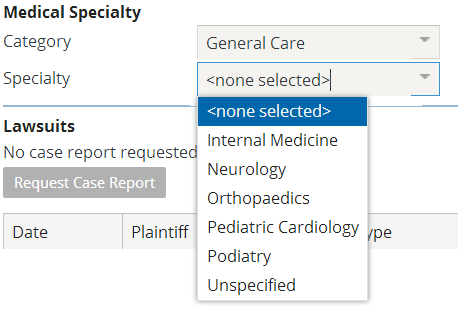 Medical Specialty
Category General Care
Specialty <none selected>
<none selected>
Lawsuits
No case report requested
Internal Medicine
Neurology
Request Case Report
Orthopaedics
Pediatric Cardiology
Date Plaintiff ype
Podiatry
Unspecified